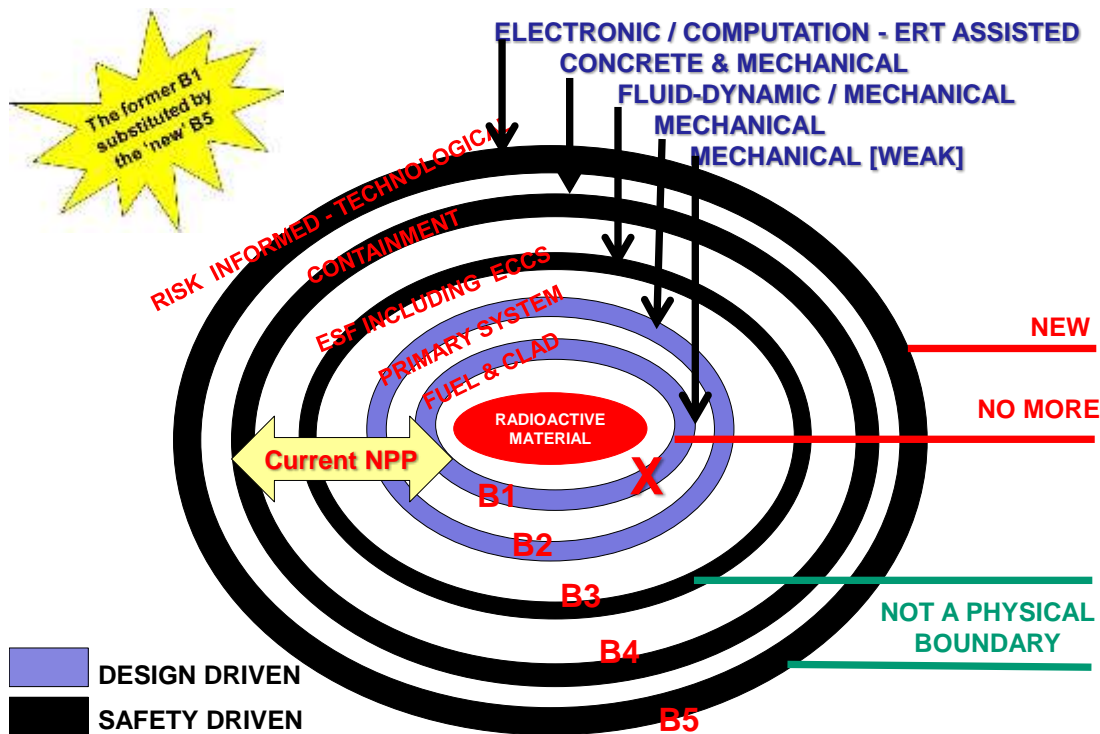 The former B1
substituted by
the 'new' B5
ELECTRONIC / COMPUTATION - ERT ASSISTED
CONCRETE & MECHANICAL
FLUID-DYNAMIC / MECHANICAL
MECHANICAL
MECHANICAL [WEAK]
RISK INFORMED - TECHNOLOGICAL
CONTAINMENT
ESF INCLUDING ECCS
PRIMARY SYSTEM
FUEL & CLAD
RADIOACTIVE
MATERIAL
NEW
NO MORE
Current NPP
X
B1
B2
B3
B4
B5
NOT A PHYSICAL
BOUNDARY
DESIGN DRIVEN
SAFETY DRIVEN